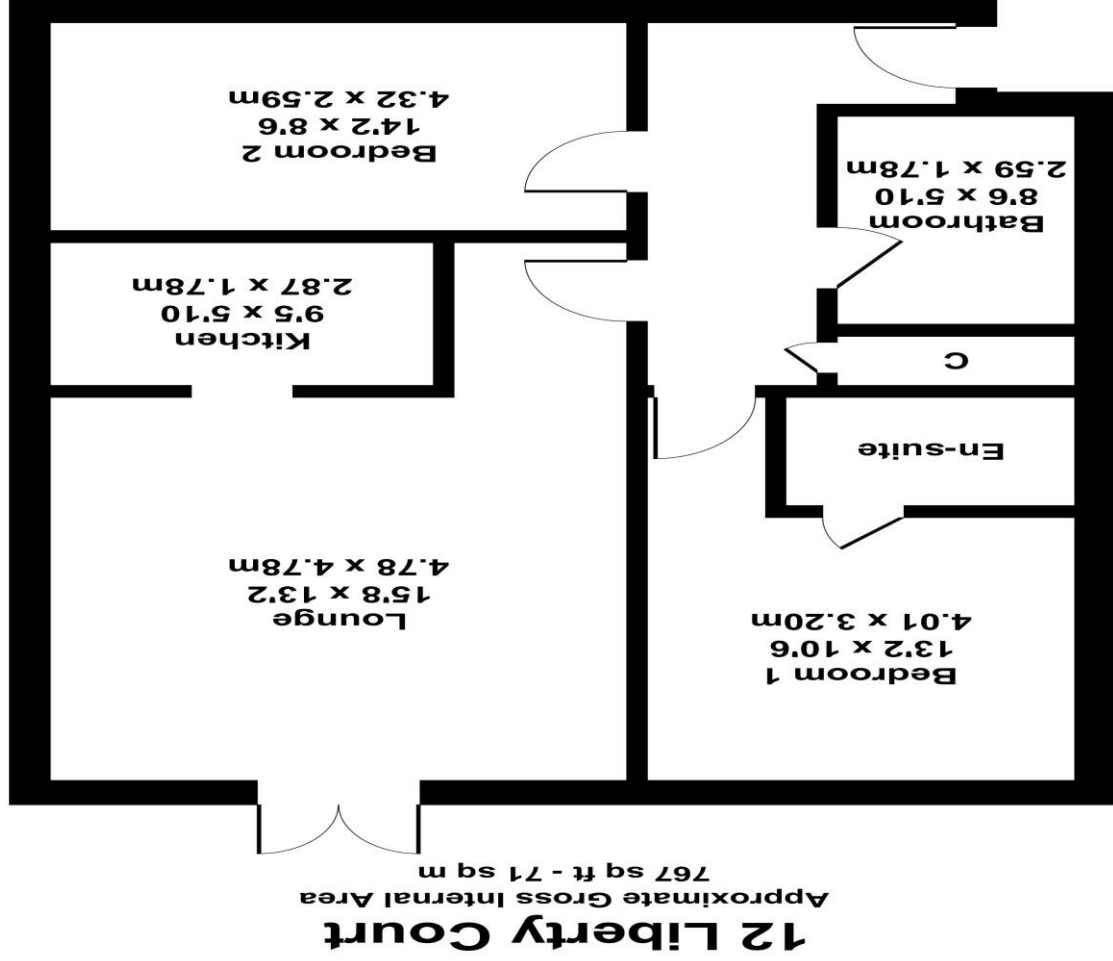 12 Liberty Court
Approximate Gross Internal Area
767 sq ft - 71 sq m
Bedroom 1
13'2 x 10'6
4.01 x 3.20m
Lounge
15'8 x 13'2
4.78 x 4.78m
En-suite
C
Kitchen
9'5 x 5'10
2.87 x 1.78m
Bathroom
8'6 x 5'10
2.59 x 1.78m
Bedroom 2
14'2 x 8'6
4.32 x 2.59m